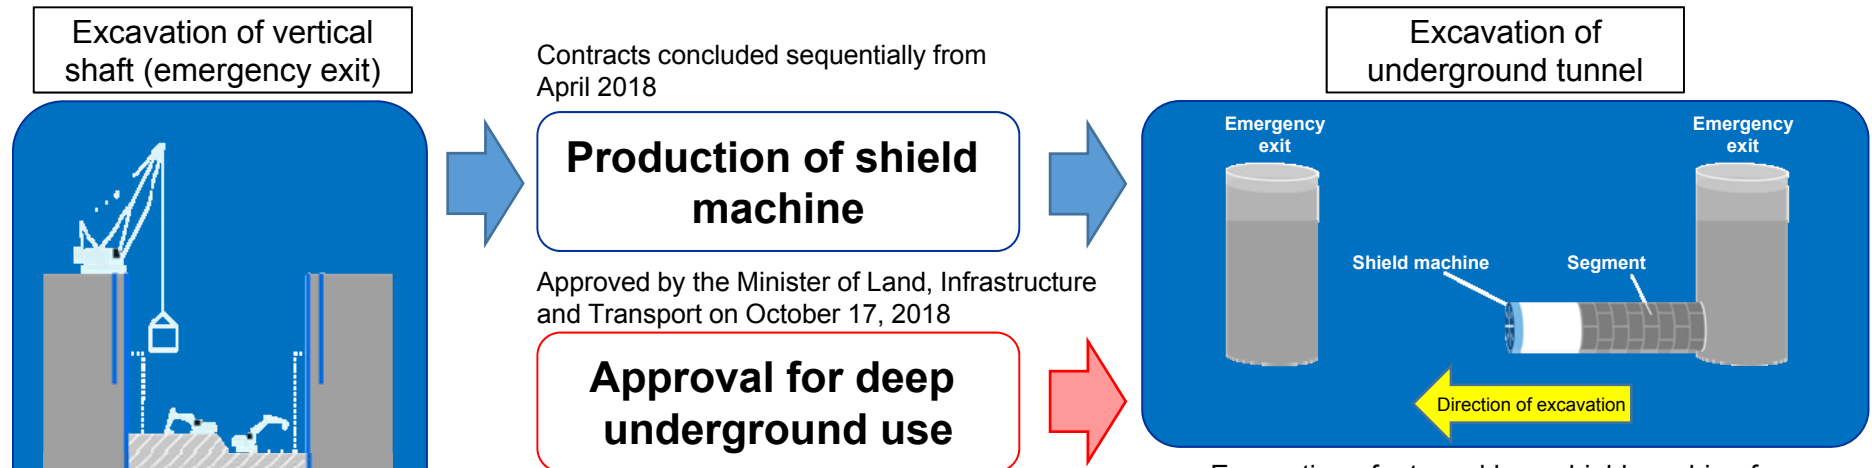 Excavation of vertical
shaft (emergency exit)
Contracts concluded sequentially from
April 2018
Production of shield
machine
Approved by the Minister of Land, Infrastructure
and Transport on October 17, 2018
Approval for deep
underground use
Excavation of
underground tunnel
Emergency
exit
Emergency
exit
Shield machine
Segment
Direction of excavation